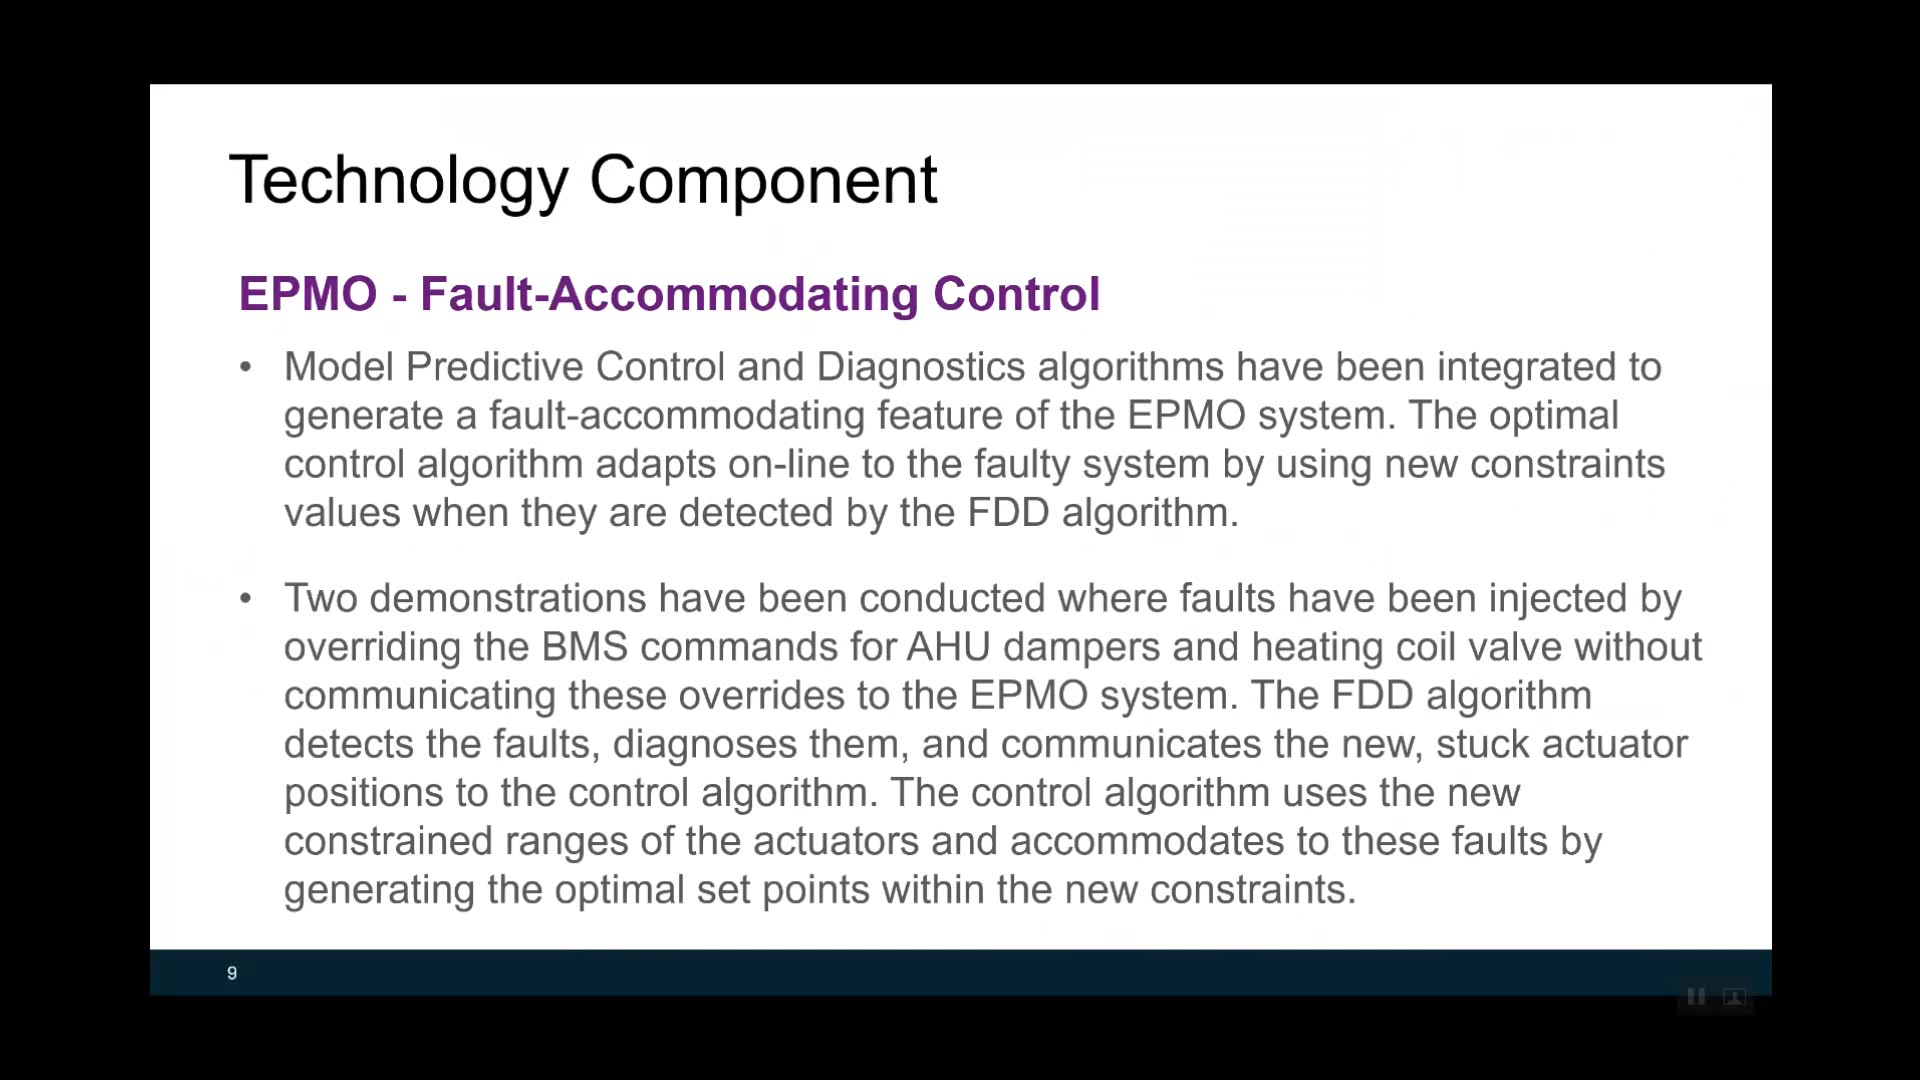 Technology Component
EPMO - Fault-Accommodating Control
• Model Predictive Control and Diagnostics algorithms have been integrated to
generate a fault-accommodating feature of the EPMO system. The optimal
control algorithm adapts on-line to the faulty system by using new constraints
values when they are detected by the FDD algorithm.
• Two demonstrations have been conducted where faults have been injected by
overriding the BMS commands for AHU dampers and heating coil valve without
communicating these overrides to the EPMO system. The FDD algorithm
detects the faults, diagnoses them, and communicates the new, stuck actuator
positions to the control algorithm. The control algorithm uses the new
constrained ranges of the actuators and accommodates to these faults by
generating the optimal set points within the new constraints.
9